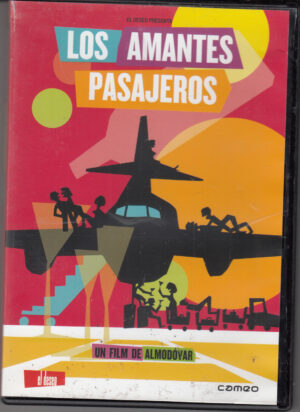 EL DESEO PRESENTA
LOS AMANTES
PASAJEROS
UN FILM DE ALMODÓVAR
el deseo
cameo